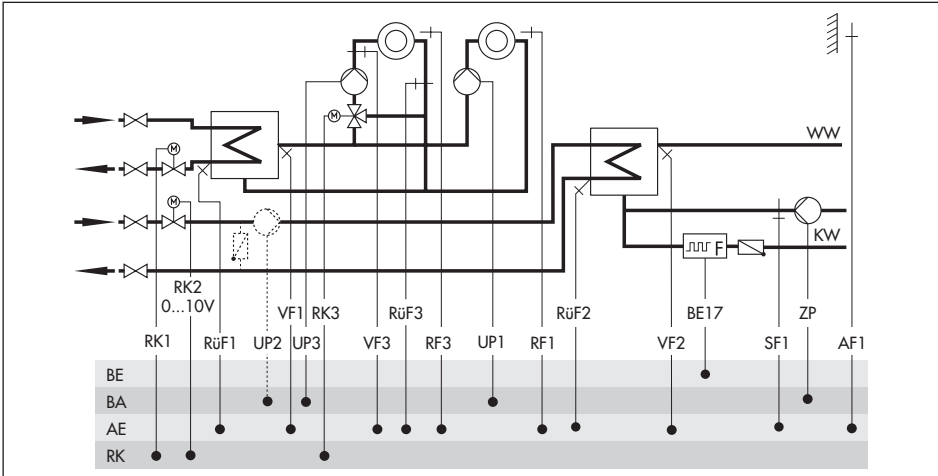 M
M
M
WW
KW
F
RK2
0...10V
VF1
RK3
RüF3
RüF2
BE17
ZP
RK1
RüF1
UP2
UP3
VF3
RF3
UP1
RF1
VF2
SF1
AF1
BE
BA
AE
RK